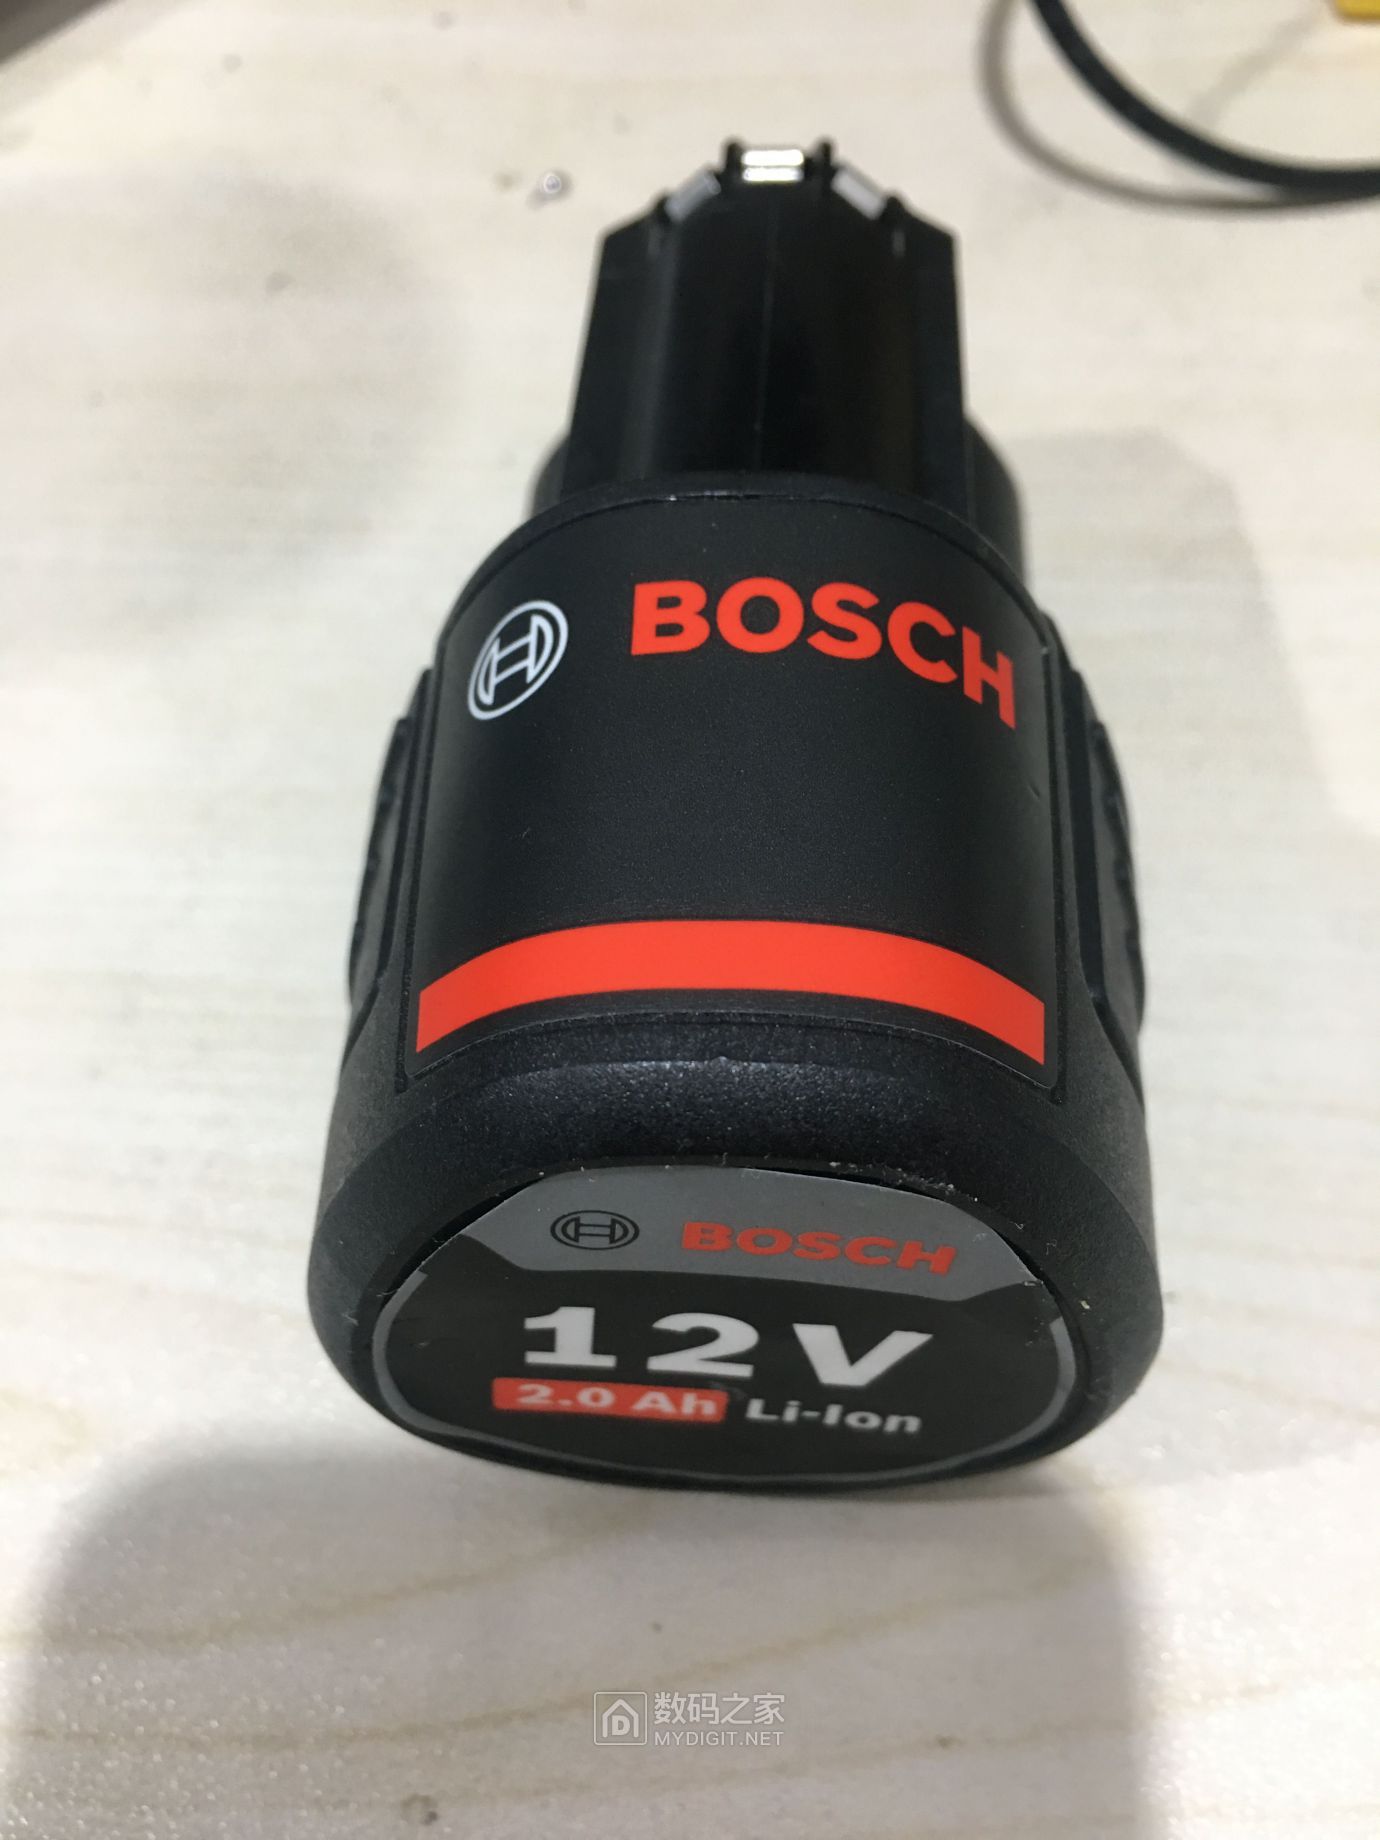 BOSCH
BOSCH
12V
2.0 Ah Li-Ion
数码之家
MYDIGIT.NET